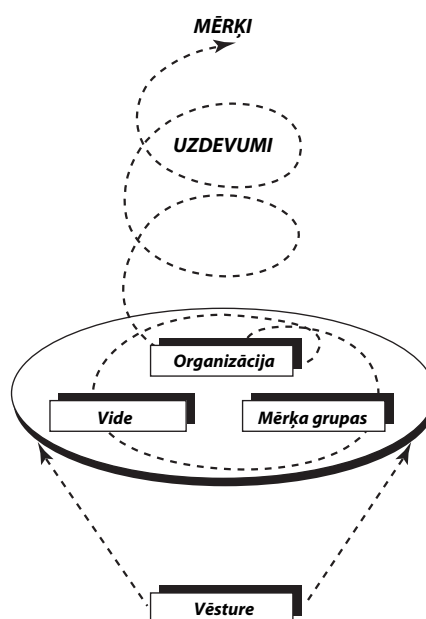 MĒRĶI
UZDEVUMI
Organizācija
Vide
Mērķa grupas
Vēsture